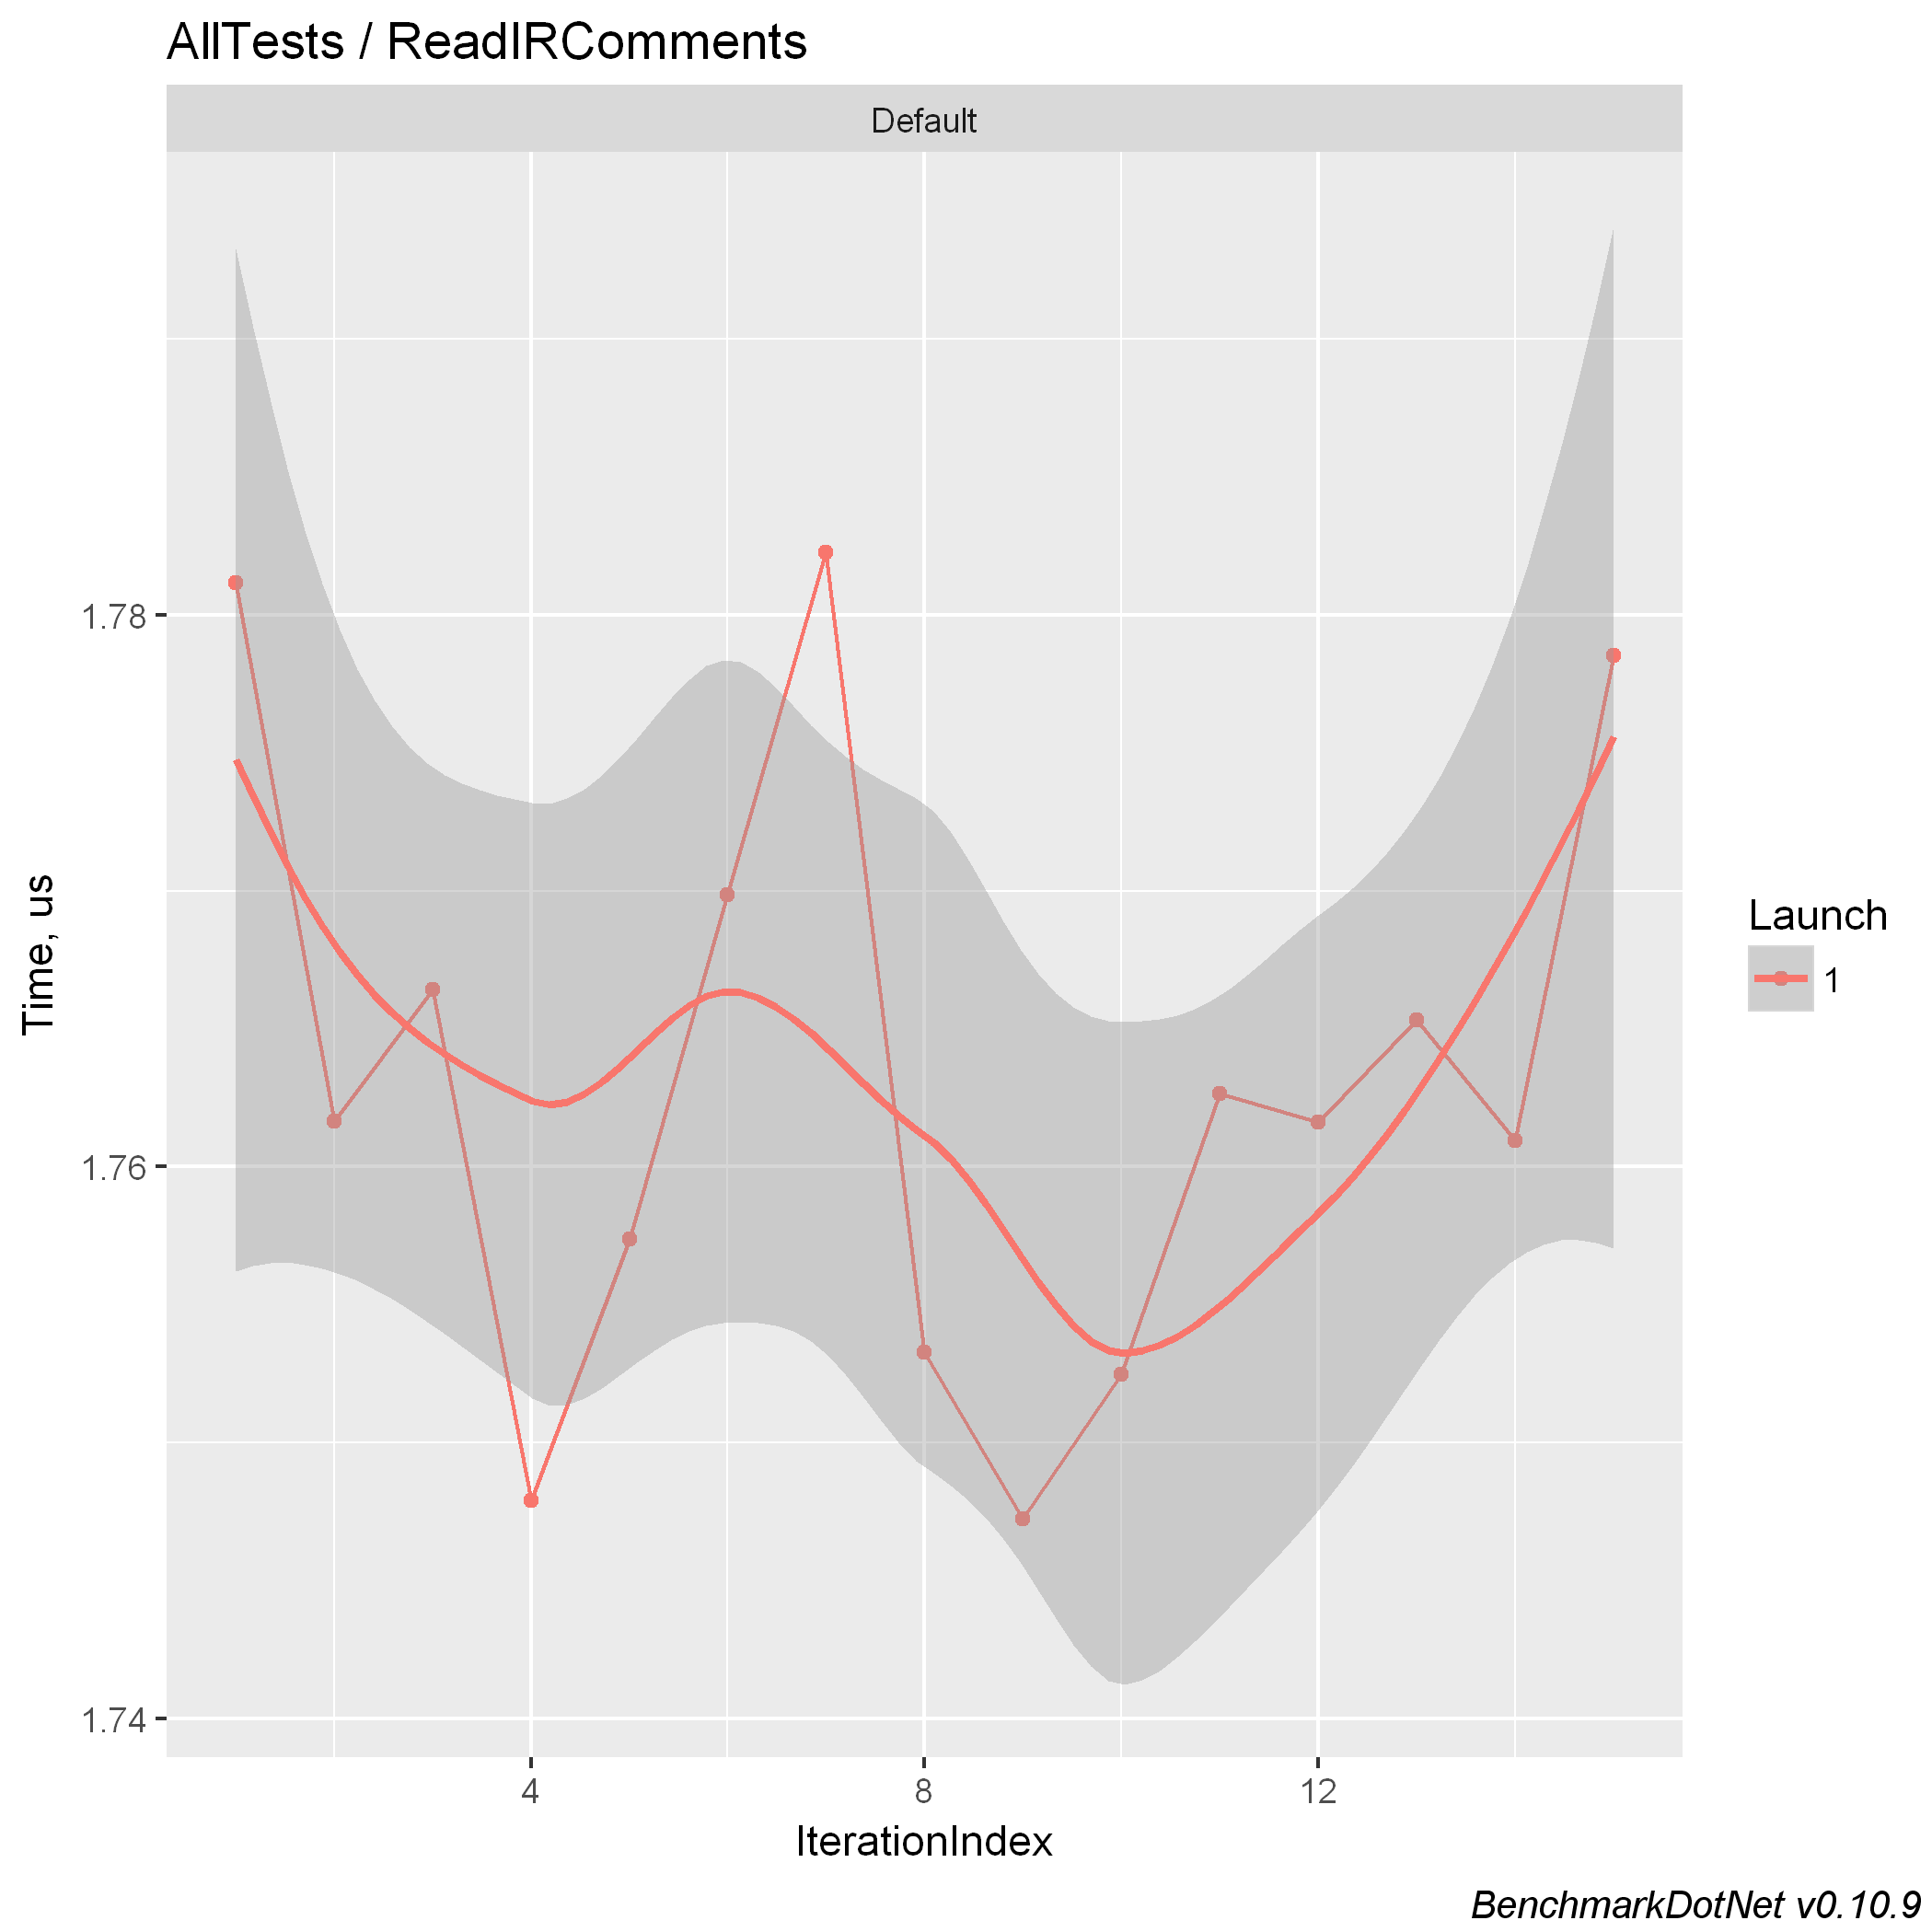 AllTests / ReadIRComments
Default
Time, us
1.78
1.76
1.74
4
8
12
IterationIndex
Launch
1
BenchmarkDotNet v0.10.9